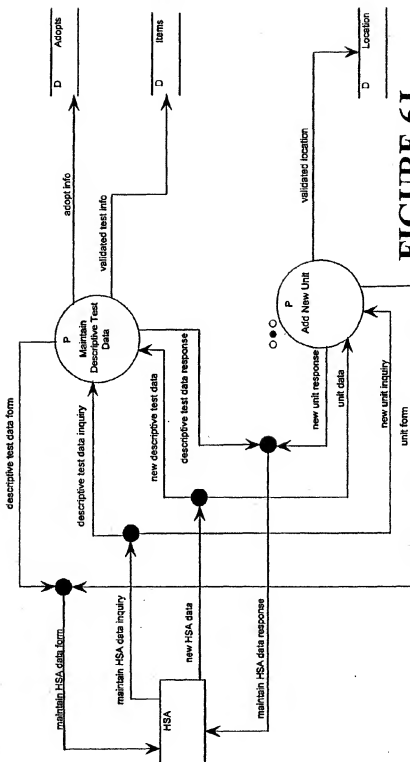 D Adopts
D Items
D Location
adopt info
validated test info
validated location
P
Maintain
Descriptive Test
Data
P
Add New Unit
descriptive test data form
descriptive test data inquiry
new descriptive test data
descriptive test data response
new unit response
unit data
new unit inquiry
unit form
maintain HSA data form
maintain HSA data inquiry
new HSA data
maintain HSA data response
HSA